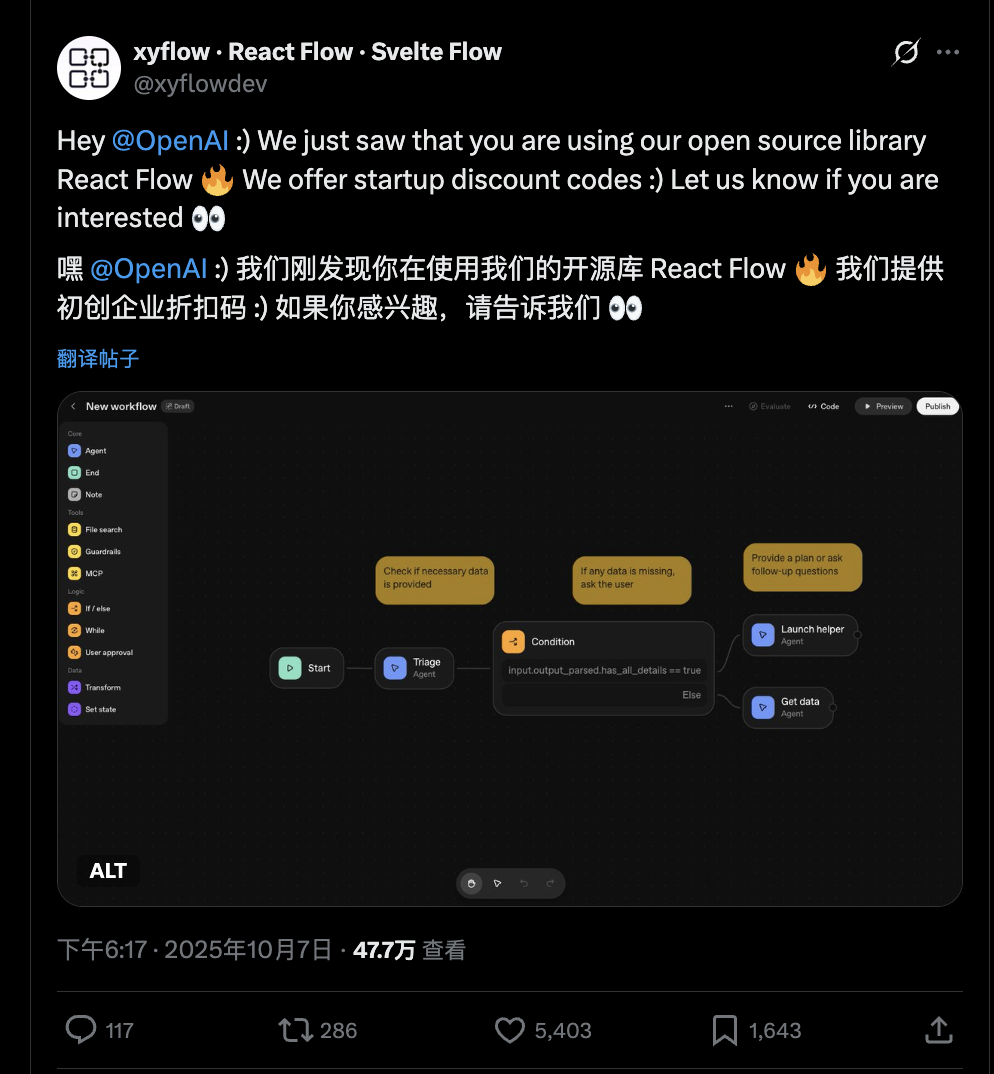 xyflow · React Flow · Svelte Flow
@xyflowdev
Hey @OpenAI :) We just saw that you are using our open source library
React Flow 🔥 We offer startup discount codes :) Let us know if you are
interested 👀
嘿 @OpenAI :) 我们刚发现你在使用我们的开源库 React Flow 🔥 我们提供
初创企业折扣码 :) 如果你感兴趣，请告诉我们 👀
翻译帖子
New workflow
Draft
Evaluate
Code
Preview
Publish
Core
Agent
End
Note
Tools
File search
Guardrails
MCP
Logic
If / else
While
User approval
Data
Transform
Set state
Check if necessary data
is provided
If any data is missing,
ask the user
Provide a plan or ask
follow-up questions
Start
Triage
Agent
Condition
input.output_parsed.has_all_details == true
Else
Launch helper
Agent
Get data
Agent
ALT
下午6:17 · 2025年10月7日 · 47.7万 查看
117
286
5,403
1,643